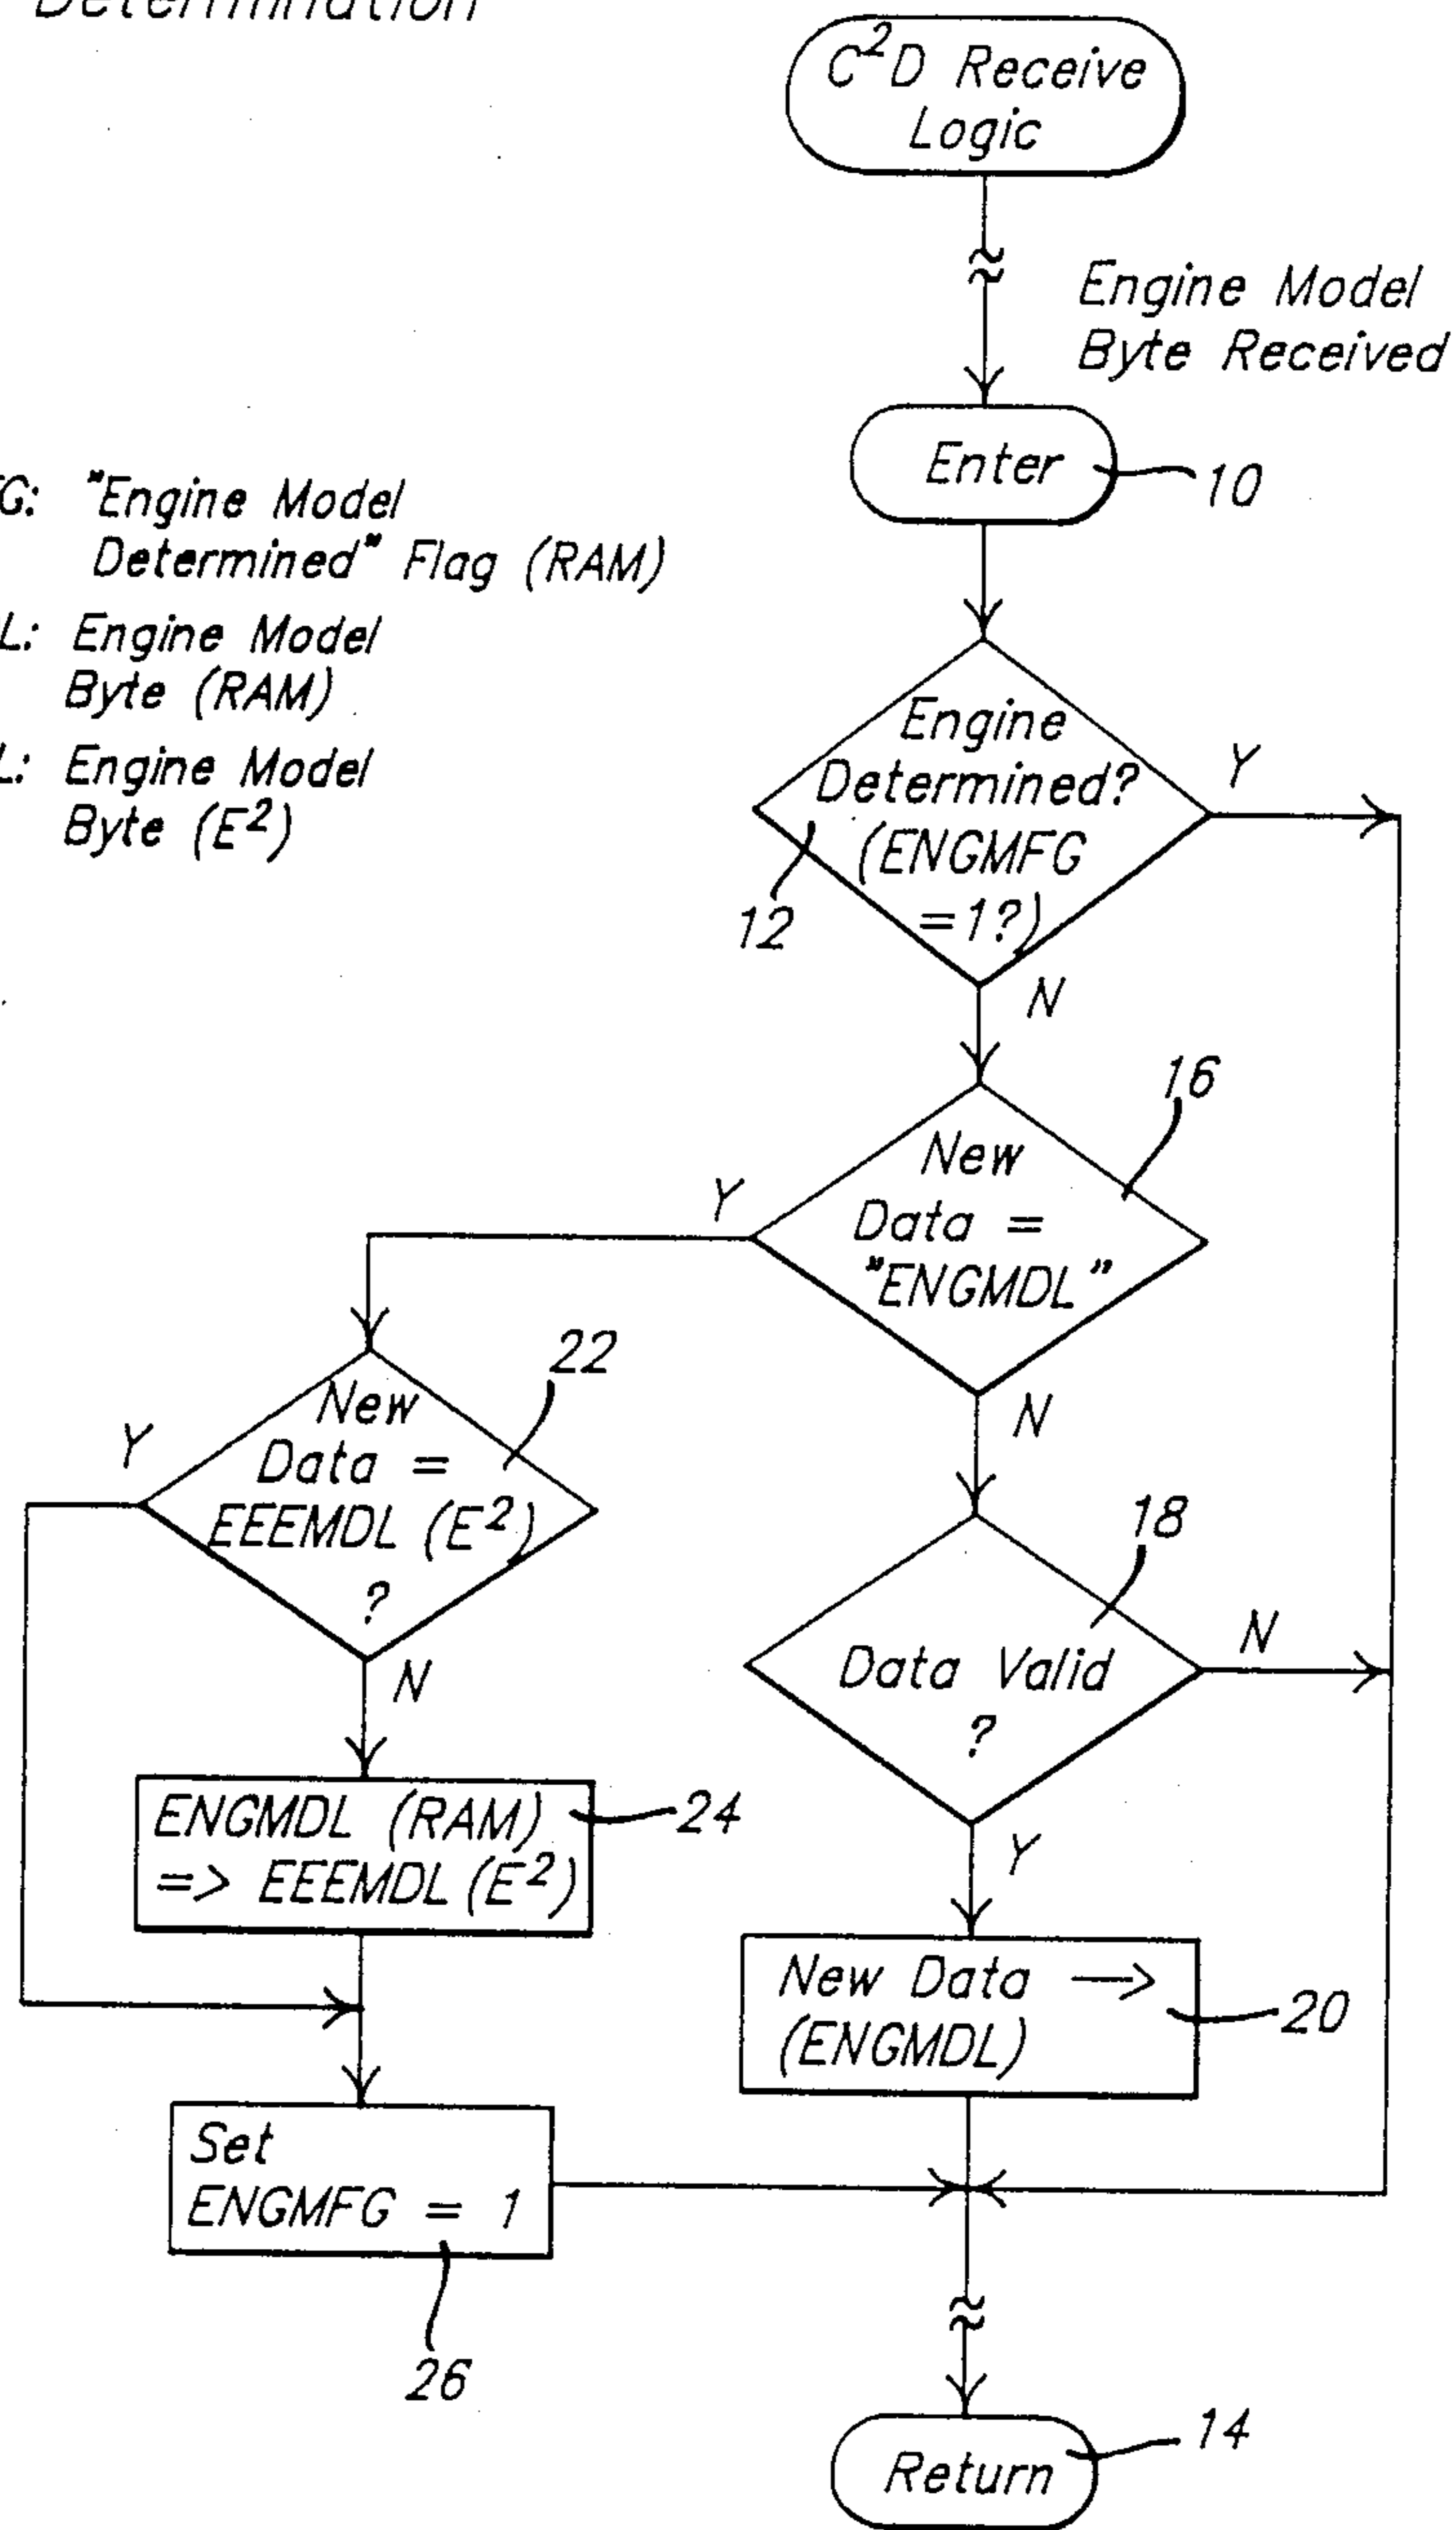 Determination
C²D Receive
Logic
Engine Model
Byte Received
Enter
10
G: "Engine Model
Determined" Flag (RAM)
L: Engine Model
Byte (RAM)
L: Engine Model
Byte (E²)
Engine
Determined?
(ENGMFG
=1?)
Y
12
N
16
New
Data =
"ENGMDL"
Y
N
22
New
Data =
EEEMDL (E²)
?
Y
N
18
Data Valid
?
N
Y
ENGMDL (RAM)
=> EEEMDL (E²)
24
New Data —>
(ENGMDL)
20
Set
ENGMFG = 1
26
Return
14